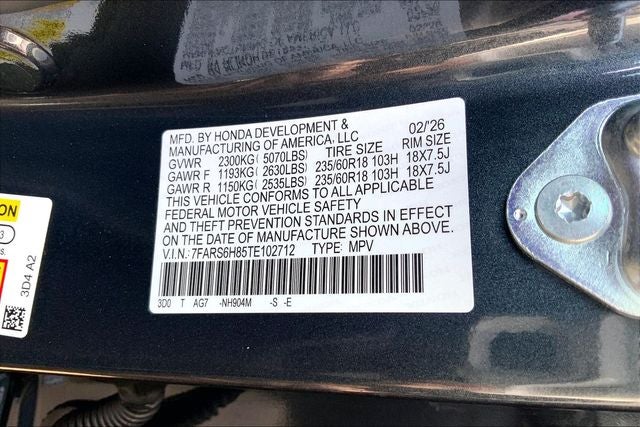 MFD. BY HONDA DEVELOPMENT &
MANUFACTURING OF AMERICA, LLC 02/'26
GVWR 2300KG( 5070LBS) TIRE SIZE RIM SIZE
GAWR F 1193KG( 2630LBS) 235/60R18 103H 18X7.5J
GAWR R 1150KG( 2535LBS) 235/60R18 103H 18X7.5J
THIS VEHICLE CONFORMS TO ALL APPLICABLE
FEDERAL MOTOR VEHICLE SAFETY
AND THEFT PREVENTION STANDARDS IN EFFECT
ON THE DATE OF MANUFACTURE SHOWN ABOVE.
V.I.N.: 7FARS6H85TE102712 TYPE: MPV
3D0 T AG7 -NH904M -S -E
ON
3
3D4 A2